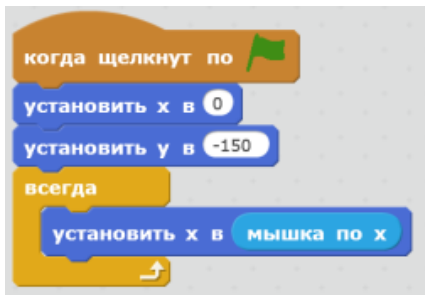 когда щелкнут по
установить x в 0
установить y в -150
всегда
установить x в мышка по x